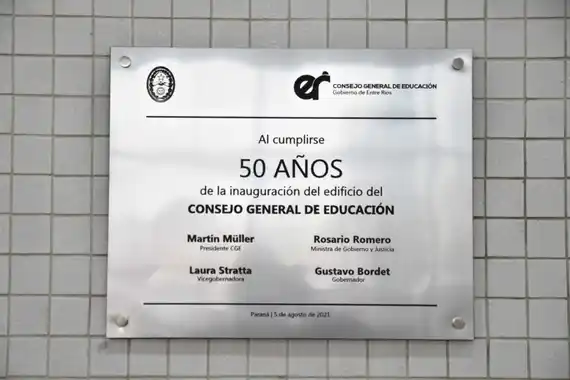 er
CONSEJO GENERAL DE EDUCACIÓN
Gobierno de Entre Ríos
Al cumplirse
50 AÑOS
de la inauguración del edificio del
CONSEJO GENERAL DE EDUCACIÓN
Martín Müller
Presidente CGE
Rosario Romero
Ministra de Gobierno y Justicia
Laura Stratta
Vicegobernadora
Gustavo Bordet
Gobernador
Paraná | 5 de agosto de 2021